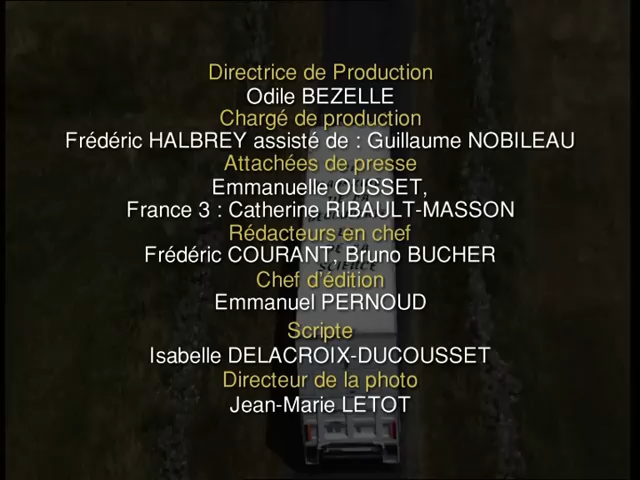 Directrice de Production
Odile BEZELLE
Chargé de production
Frédéric HALBREY assisté de : Guillaume NOBILEAU
Attachées de presse
Emmanuelle OUSSET,
France 3 : Catherine RIBAULT-MASSON
Rédacteurs en chef
Frédéric COURANT, Bruno BUCHER
SCIENCE
Chef d'édition
Emmanuel PERNOUD
Scripte
Isabelle DELACROIX-DUCOUSSET
Directeur de la photo
Jean-Marie LETOT